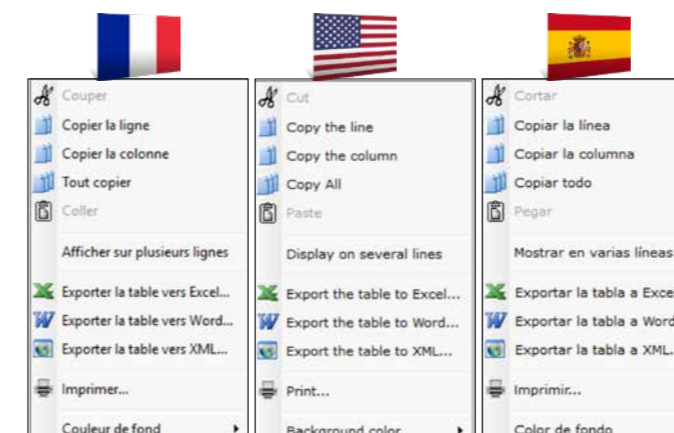 Couper
Copier la ligne
Copier la colonne
Tout copier
Coller
Afficher sur plusieurs lignes
Exporter la table vers Excel...
Exporter la table vers Word...
Exporter la table vers XML...
Imprimer...
Couleur de fond
Cut
Copy the line
Copy the column
Copy All
Paste
Display on several lines
Export the table to Excel...
Export the table to Word...
Export the table to XML...
Print...
Background color
Cortar
Copiar la línea
Copiar la columna
Copiar todo
Pegar
Mostrar en varias líneas
Exportar la tabla a Exce
Exportar la tabla a Word
Exportar la tabla a XML.
Imprimir...
Color de fondo